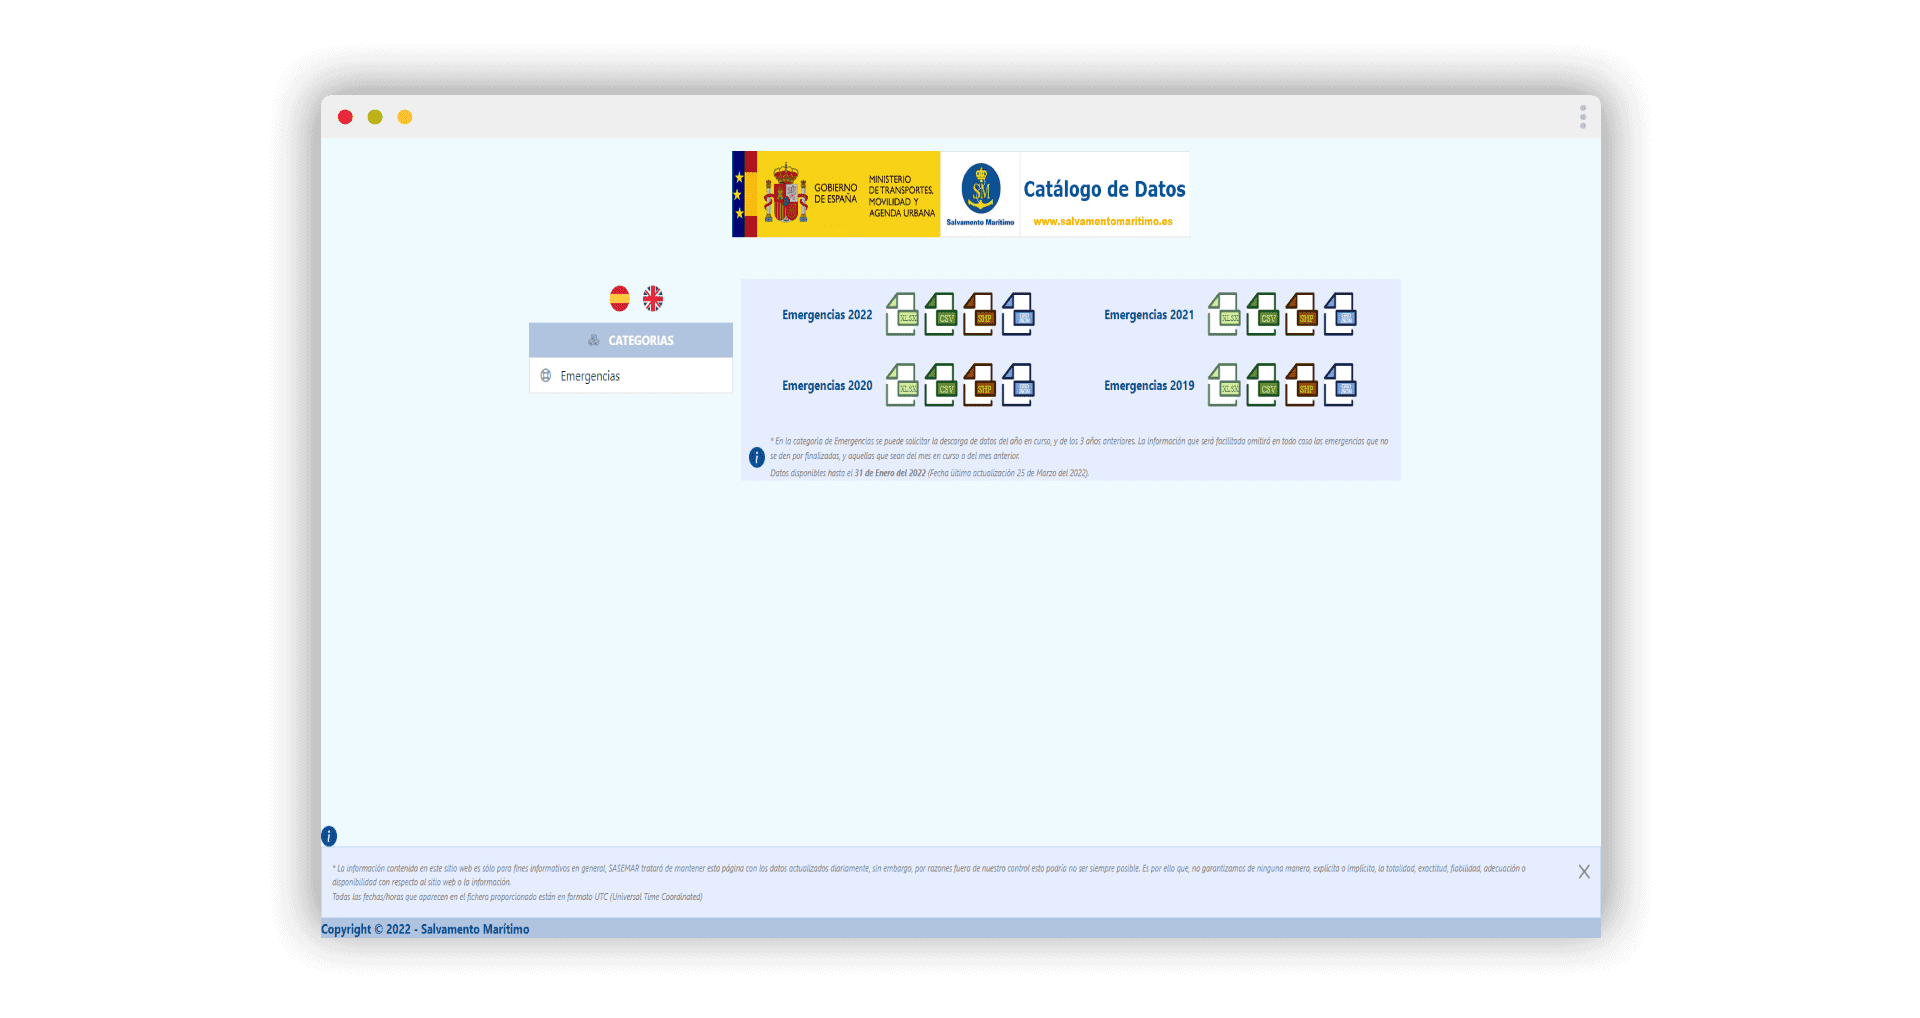 GOBIERNO
DE ESPAÑA
MINISTERIO
DE TRANSPORTES,
MOVILIDAD Y
AGENDA URBANA
SM
Salvamento Marítimo
Catálogo de Datos
www.salvamentomaritimo.es
CATEGORIAS
Emergencias
Emergencias 2022 XLSX CSV SHP GEO JSON
Emergencias 2021 XLSX CSV SHP GEO JSON
Emergencias 2020 XLSX CSV SHP GEO JSON
Emergencias 2019 XLSX CSV SHP GEO JSON
* En la categoría de Emergencias se puede solicitar la descarga de datos del año en curso, y de los 3 años anteriores. La información que será facilitada omitirá en todo caso las emergencias que no
se den por finalizadas, y aquellas que sean del mes en curso o del mes anterior.
Datos disponibles hasta el 31 de Enero del 2022 (Fecha última actualización 25 de Marzo del 2022).
* La información contenida en este sitio web es sólo para fines informativos en general, SASEMAR tratará de mantener esta página con los datos actualizados diariamente, sin embargo, por razones fuera de nuestro control esto podría no ser siempre posible. Es por ello que, no garantizamos de ninguna manera, explícita o implícita, la totalidad, exactitud, fiabilidad, adecuación o
disponibilidad con respecto al sitio web o la información.
Todas las fechas/horas que aparecen en el fichero proporcionado están en formato UTC (Universal Time Coordinated)
Copyright © 2022 - Salvamento Marítimo